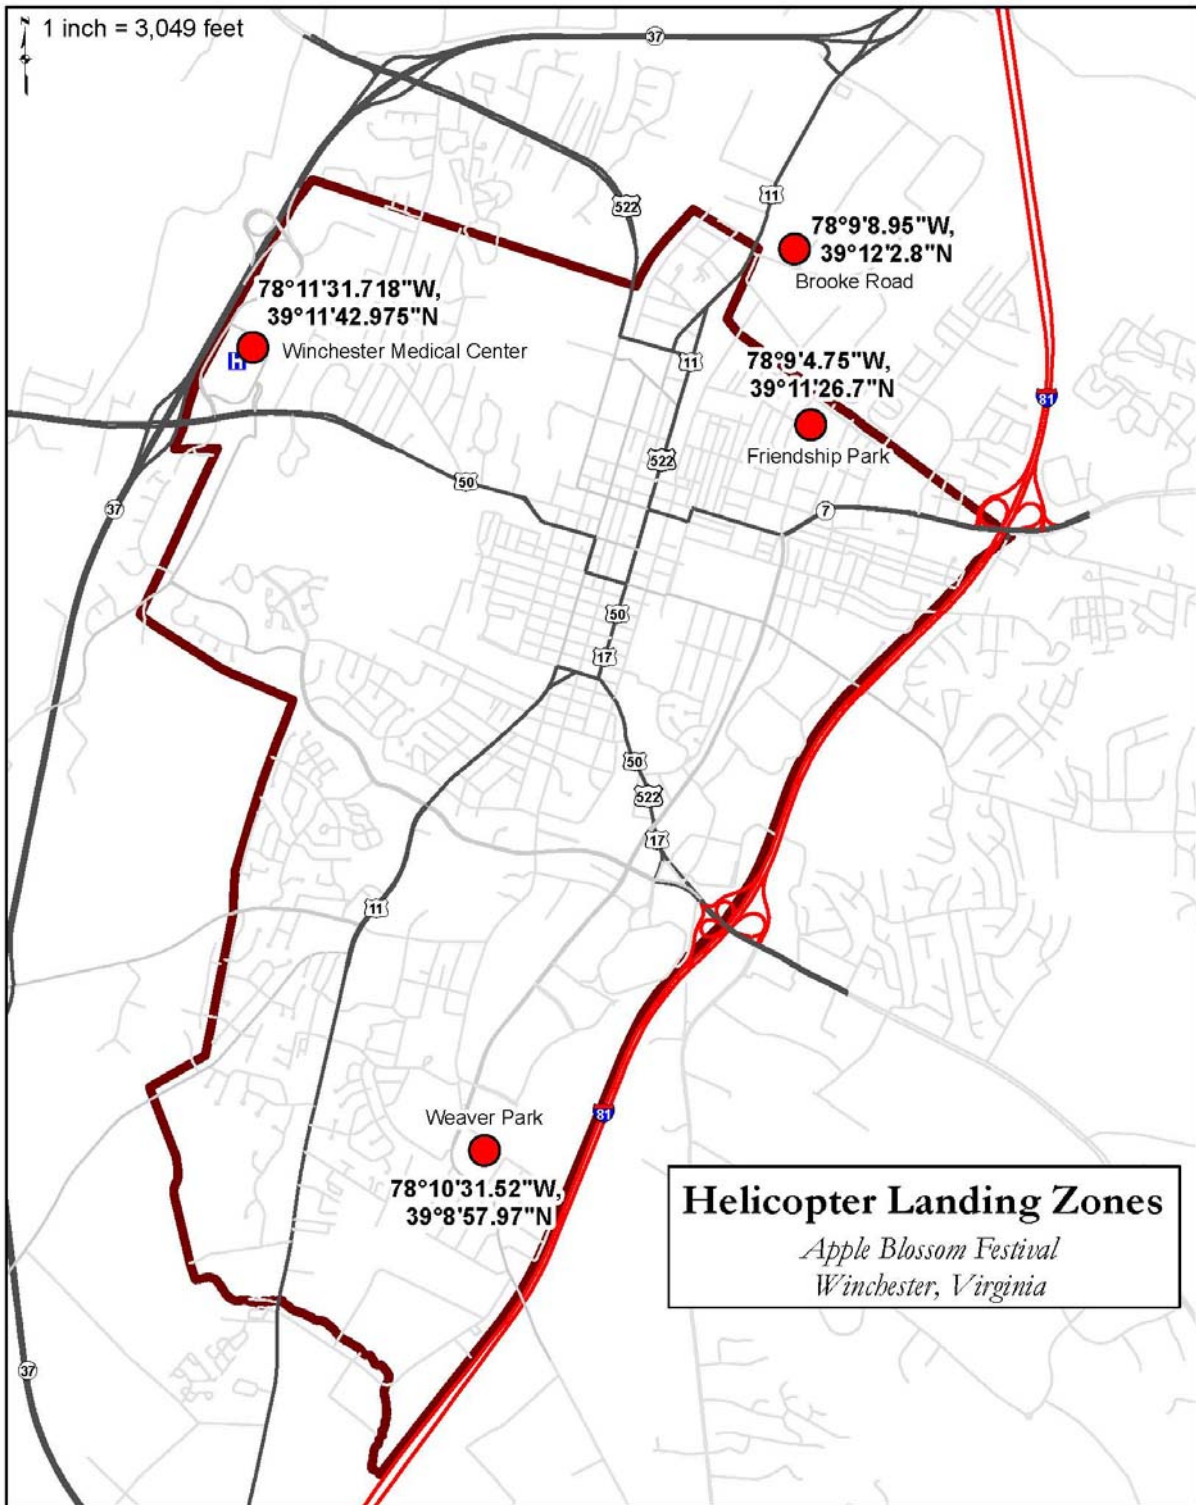 N
1 inch = 3,049 feet
37
11
522
78°9'8.95"W,
39°12'2.8"N
Brooke Road
78°11'31.718"W,
39°11'42.975"N
Winchester Medical Center
H
11
78°9'4.75"W,
39°11'26.7"N
81
Friendship Park
522
50
37
7
50
17
50
522
17
11
Weaver Park
81
78°10'31.52"W,
39°8'57.97"N
Helicopter Landing Zones
Apple Blossom Festival
Winchester, Virginia
37